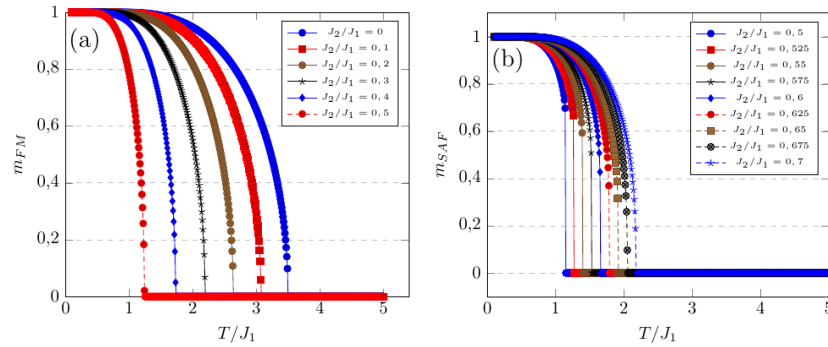 (a)
m_FM
1
0,8
0,6
0,4
0,2
0
0 1 2 3 4 5
T/J_1
J_2/J_1 = 0
J_2/J_1 = 0, 1
J_2/J_1 = 0, 2
J_2/J_1 = 0, 3
J_2/J_1 = 0, 4
J_2/J_1 = 0, 5
(b)
m_SAF
1
0.8
0.6
0.4
0.2
0
0 1 2 3 4 5
T/J_1
J_2/J_1 = 0, 5
J_2/J_1 = 0, 525
J_2/J_1 = 0, 55
J_2/J_1 = 0, 575
J_2/J_1 = 0, 6
J_2/J_1 = 0, 625
J_2/J_1 = 0, 65
J_2/J_1 = 0, 675
J_2/J_1 = 0, 7